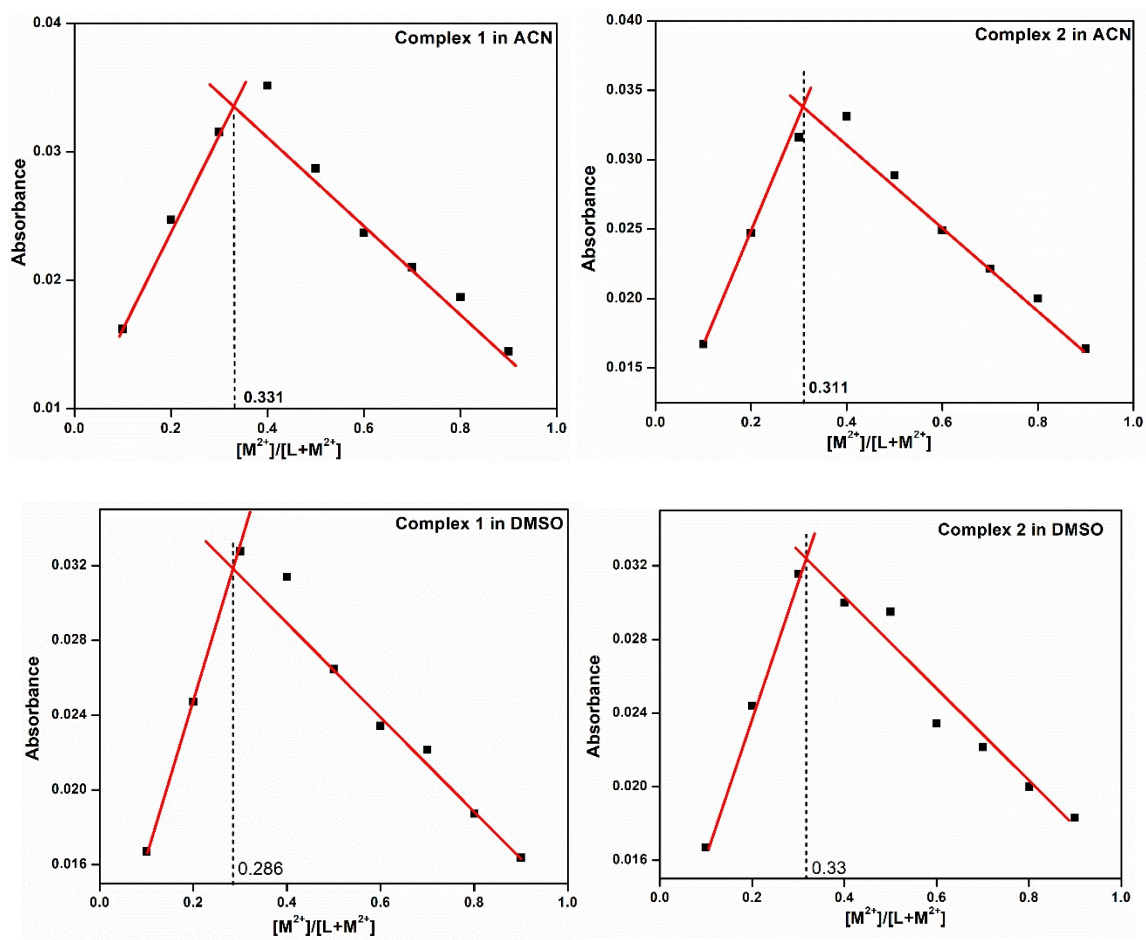 Complex 1 in ACN
0.04
0.03
0.02
0.01
Absorbance
0.331
0.0 0.2 0.4 0.6 0.8 1.0
[M²⁺]/[L+M²⁺]
Complex 2 in ACN
0.040
0.035
0.030
0.025
0.020
0.015
Absorbance
0.311
0.0 0.2 0.4 0.6 0.8 1.0
[M²⁺]/[L+M²⁺]
Complex 1 in DMSO
0.032
0.028
0.024
0.020
0.016
Absorbance
0.286
0.0 0.2 0.4 0.6 0.8 1.0
[M²⁺]/[L+M²⁺]
Complex 2 in DMSO
0.032
0.028
0.024
0.020
0.016
Absorbance
0.33
0.0 0.2 0.4 0.6 0.8 1.0
[M²⁺]/[L+M²⁺]